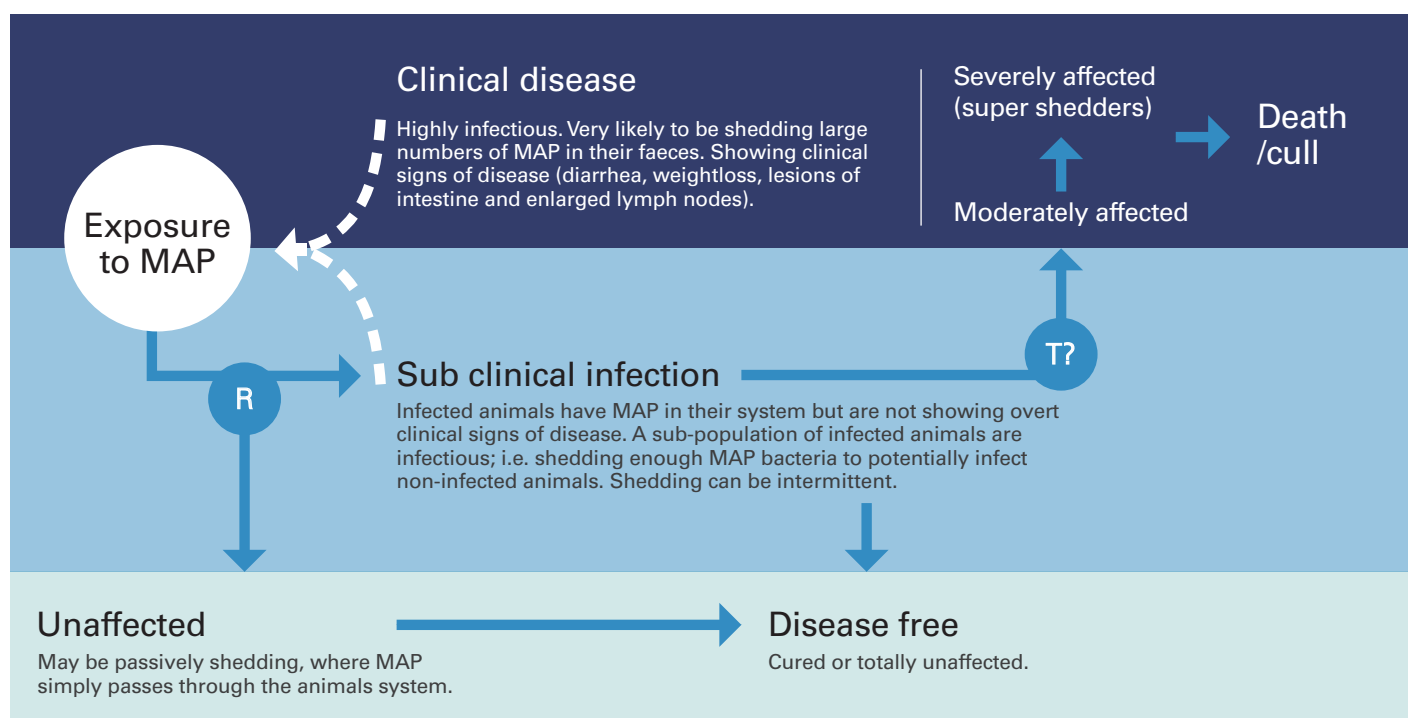 Clinical disease
Highly infectious. Very likely to be shedding large
numbers of MAP in their faeces. Showing clinical
signs of disease (diarrhea, weightloss, lesions of
intestine and enlarged lymph nodes).
Severely affected
(super shedders)
Death
/cull
Moderately affected
Exposure
to MAP
R
T?
Sub clinical infection
Infected animals have MAP in their system but are not showing overt
clinical signs of disease. A sub-population of infected animals are
infectious; i.e. shedding enough MAP bacteria to potentially infect
non-infected animals. Shedding can be intermittent.
Unaffected
May be passively shedding, where MAP
simply passes through the animals system.
Disease free
Cured or totally unaffected.